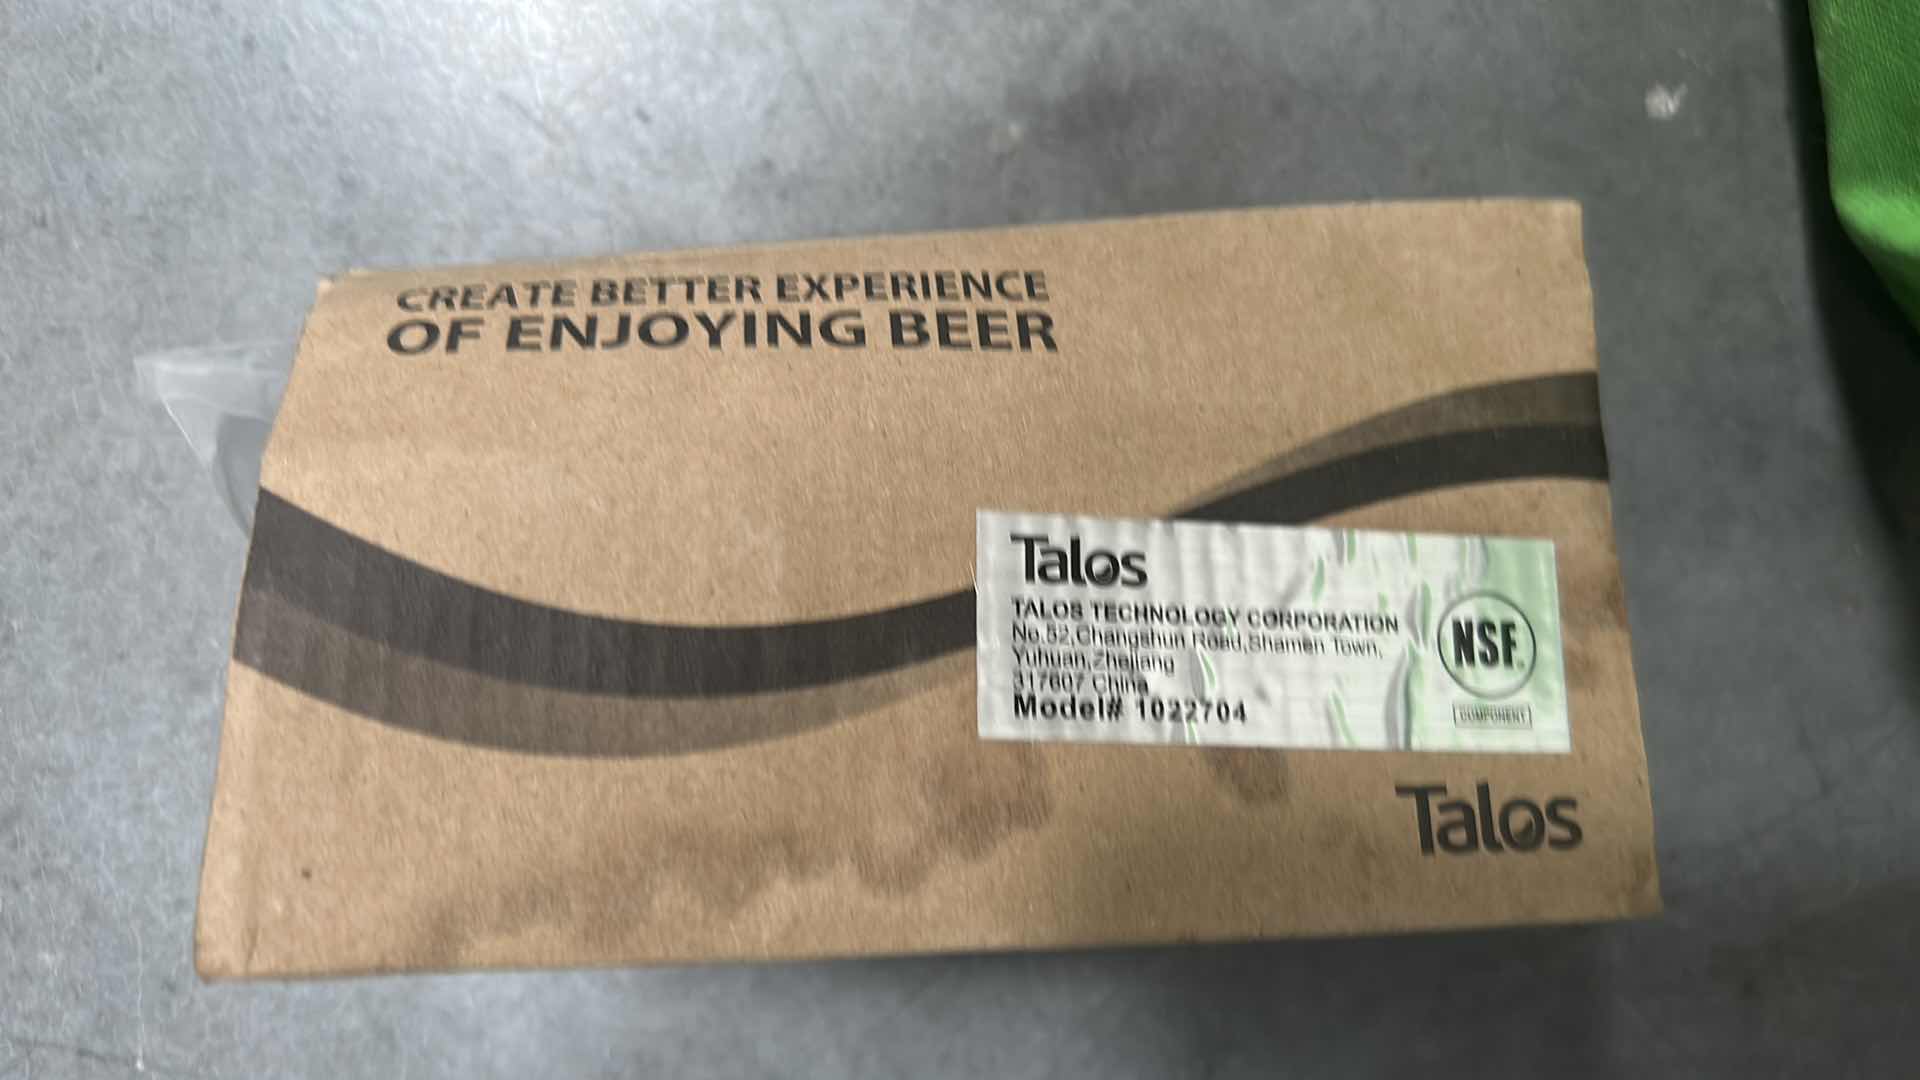 CREATE BETTER EXPERIENCE
OF ENJOYING BEER
Talos
TALOS TECHNOLOGY CORPORATION
No.52,Changshun Road,Shamen Town,
Yuhuan,Zhejiang
317607 China
Model# 1022704
NSF
COMPONENT
Talos